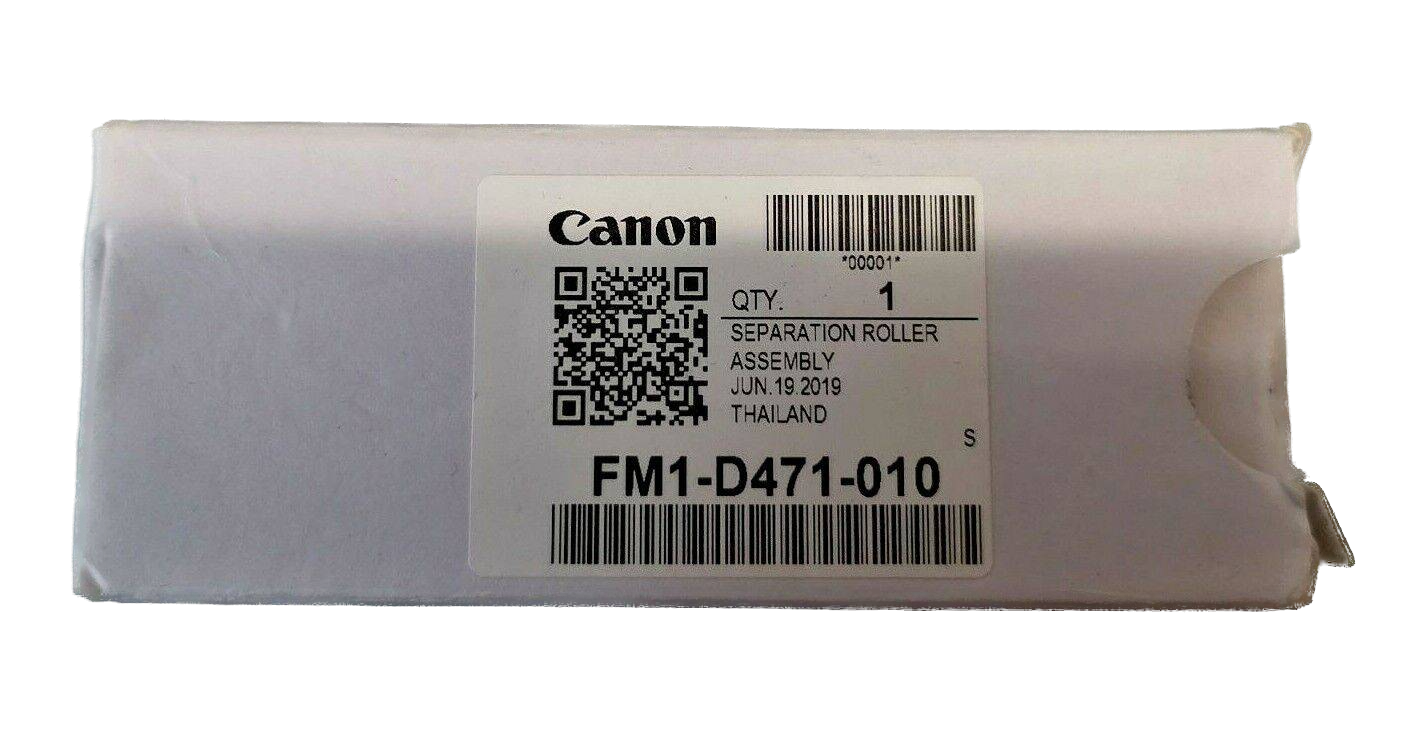 Canon
*00001*
QTY. 1
SEPARATION ROLLER
ASSEMBLY
JUN.19.2019
THAILAND
S
FM1-D471-010